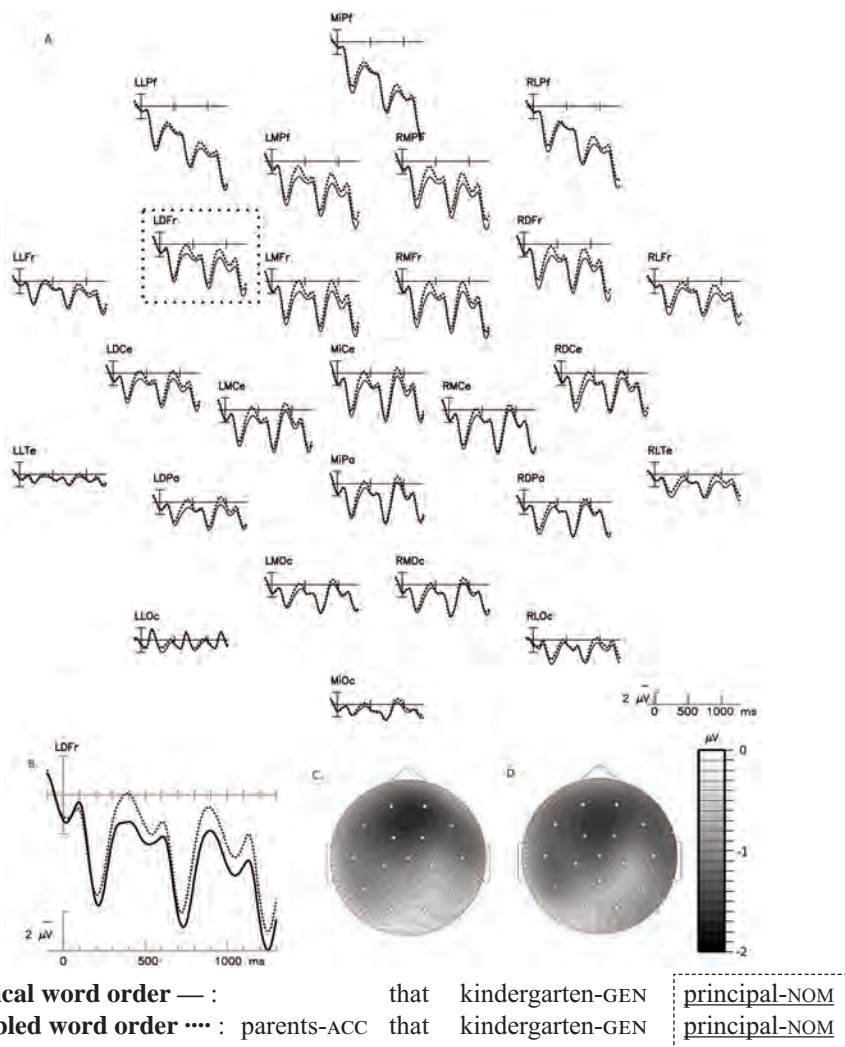 A.
MiPf
LLPf
RLPf
LMPf
RMPf
LDFr
RDFr
LLFr
LMFr
RMFr
RLFr
LDCe
MiCe
RDCe
LMCe
RMCe
LLTe
MiPa
RLTe
LDPa
RDPa
LMOc
RMOc
LLOc
RLOc
MiOc
2 µV
0 500 1000 ms
B.
LDFr
2 µV
0 500 1000 ms
C.
D.
µV
0
-1
-2
ical word order — : that kindergarten-GEN principal-NOM
bled word order ···· : parents-ACC that kindergarten-GEN principal-NOM